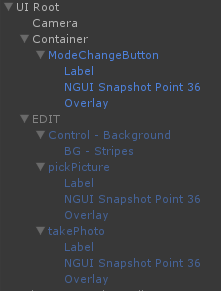 UI Root
Camera
Container
ModeChangeButton
Label
NGUI Snapshot Point 36
Overlay
EDIT
Control - Background
BG - Stripes
pickPicture
Label
NGUI Snapshot Point 36
Overlay
takePhoto
Label
NGUI Snapshot Point 36
Overlay